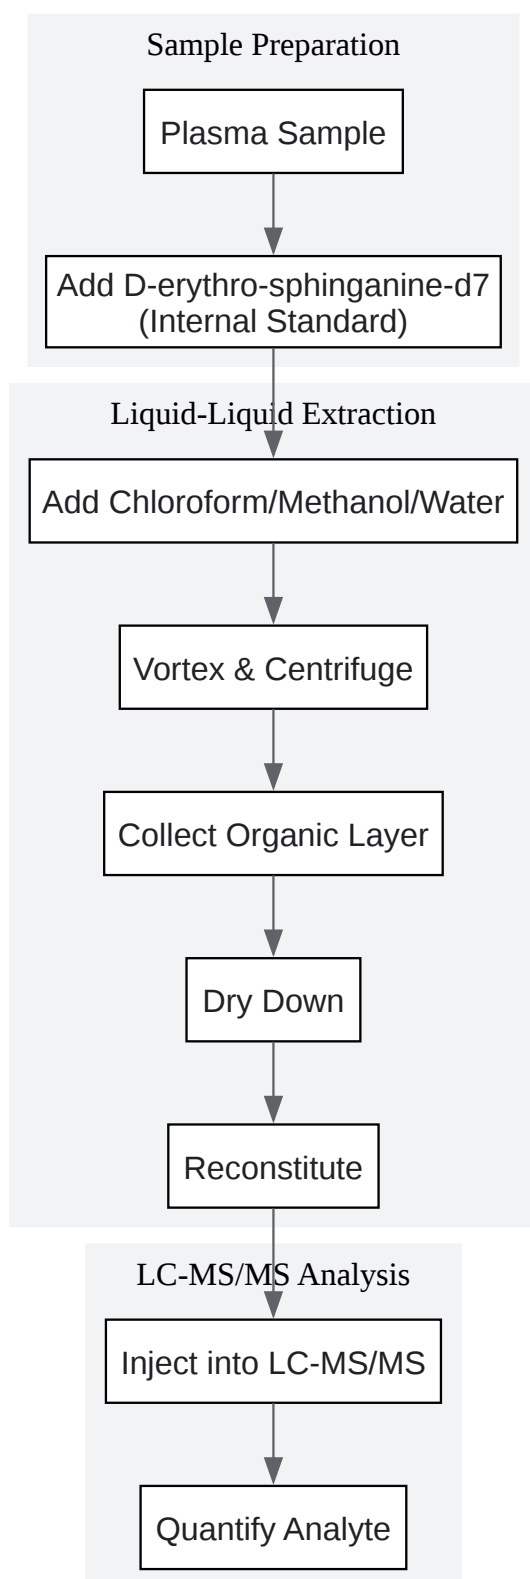 Sample Preparation
Plasma Sample
Add D-erythro-sphinganine-d7
(Internal Standard)
Liquid-Liquid Extraction
Add Chloroform/Methanol/Water
Vortex & Centrifuge
Collect Organic Layer
Dry Down
Reconstitute
LC-MS/MS Analysis
Inject into LC-MS/MS
Quantify Analyte